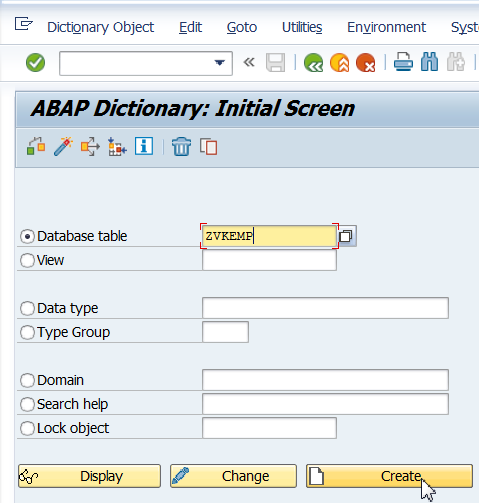 Dictionary Object Edit Goto Utilities Environment Syst
ABAP Dictionary: Initial Screen
Database table ZVKEMP
View
Data type
Type Group
Domain
Search help
Lock object
Display Change Create